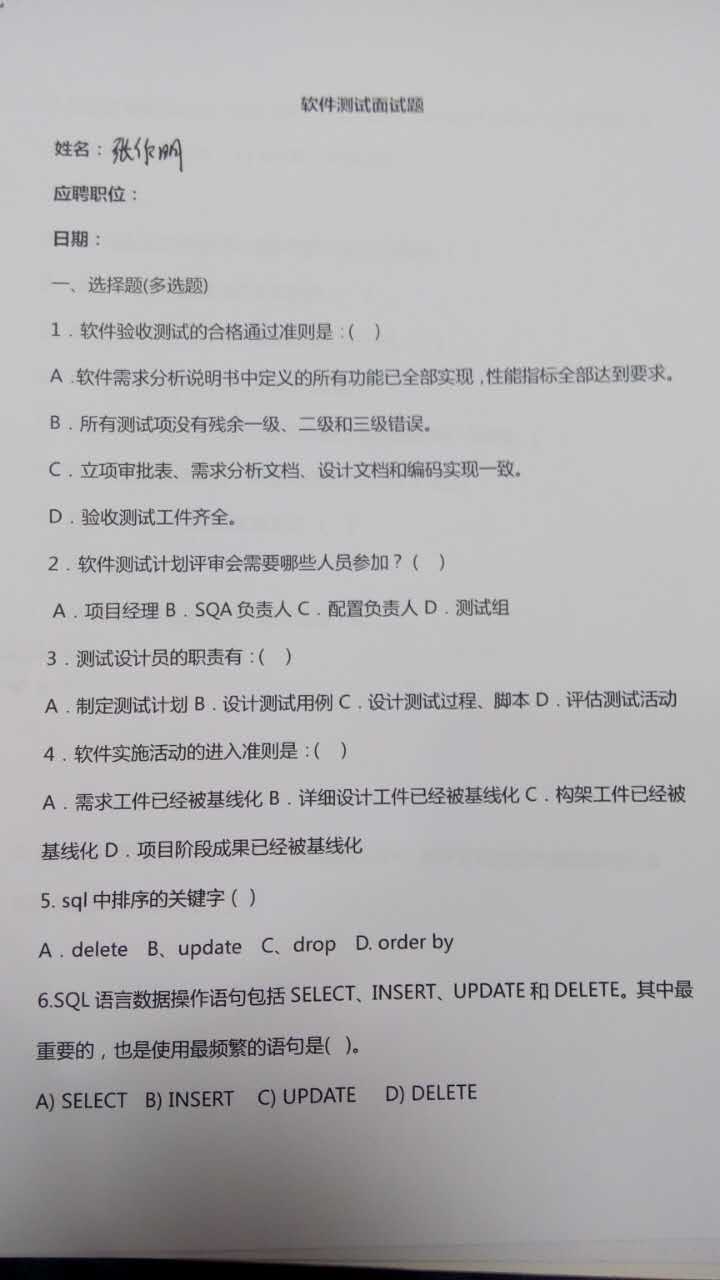 软件测试面试题
姓名：张作明
应聘职位：
日期：
一、选择题(多选题)
1．软件验收测试的合格通过准则是：(　)
A .软件需求分析说明书中定义的所有功能已全部实现，性能指标全部达到要求。
B．所有测试项没有残余一级、二级和三级错误。
C．立项审批表、需求分析文档、设计文档和编码实现一致。
D．验收测试工件齐全。
2．软件测试计划评审会需要哪些人员参加？(　)
A．项目经理 B．SQA 负责人 C．配置负责人 D．测试组
3．测试设计员的职责有：(　)
A．制定测试计划 B．设计测试用例 C．设计测试过程、脚本 D．评估测试活动
4．软件实施活动的进入准则是：(　)
A．需求工件已经被基线化 B．详细设计工件已经被基线化 C．构架工件已经被
基线化 D．项目阶段成果已经被基线化
5. sql 中排序的关键字 ( )
A．delete B、update C、drop D. order by
6.SQL 语言数据操作语句包括 SELECT、INSERT、UPDATE 和 DELETE。其中最
重要的，也是使用最频繁的语句是( )。
A) SELECT B) INSERT C) UPDATE D) DELETE